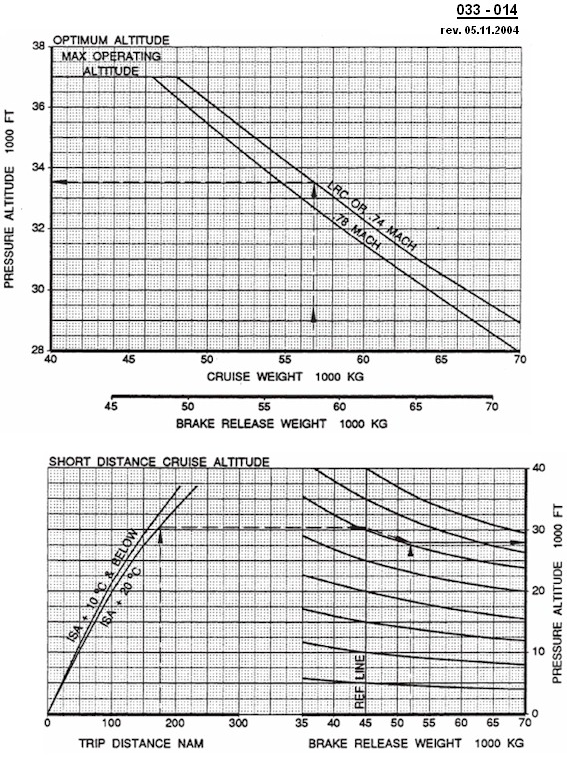 033 - 014
rev. 05.11.2004
OPTIMUM ALTITUDE
MAX OPERATING
ALTITUDE
38
36
34
32
30
28
PRESSURE ALTITUDE 1000 FT
LRC OR .74 MACH
.78 MACH
40 45 50 55 60 65 70
CRUISE WEIGHT 1000 KG
45 50 55 60 65 70
BRAKE RELEASE WEIGHT 1000 KG
SHORT DISTANCE CRUISE ALTITUDE
ISA + 10 ºC & BELOW
ISA + 20 ºC
REF. LINE
40
30
20
10
0
PRESSURE ALTITUDE 1000 FT
0 100 200 300 35 40 45 50 55 60 65 70
TRIP DISTANCE NAM
BRAKE RELEASE WEIGHT 1000 KG